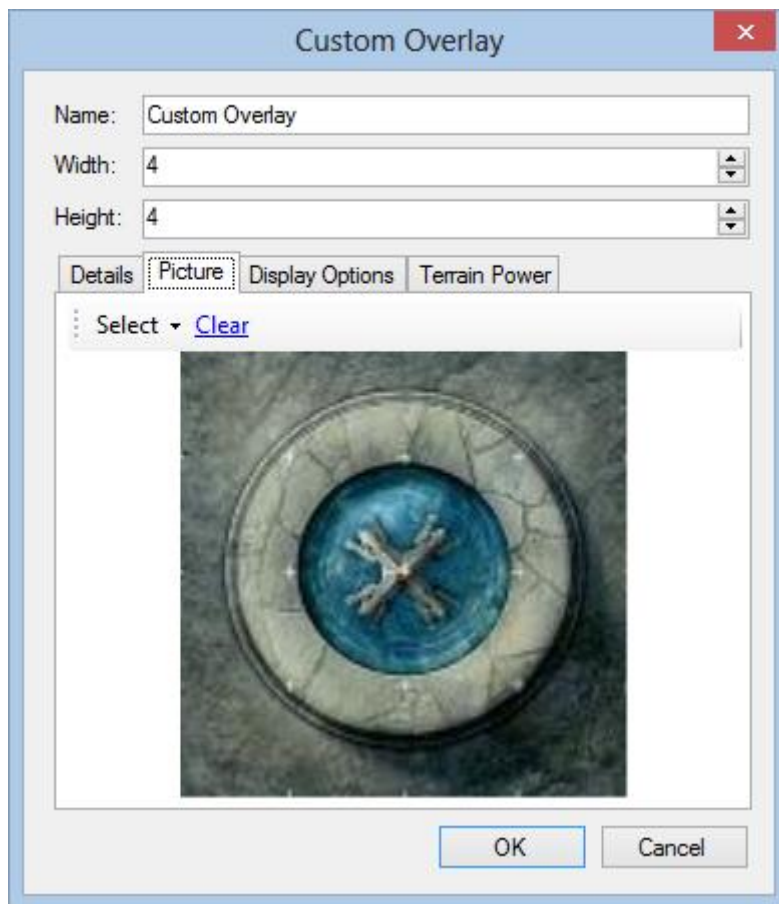 Custom Overlay
Name: Custom Overlay
Width: 4
Height: 4
Details Picture Display Options Terrain Power
Select Clear
OK Cancel